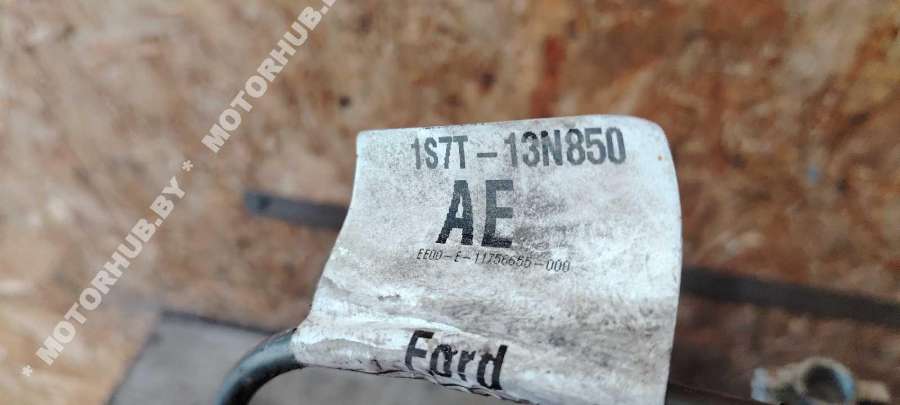 * MOTORHUB.BY * MOTORHUB.BY
1S7T-13N850
AE
EE00-E-11756655-000
Ford